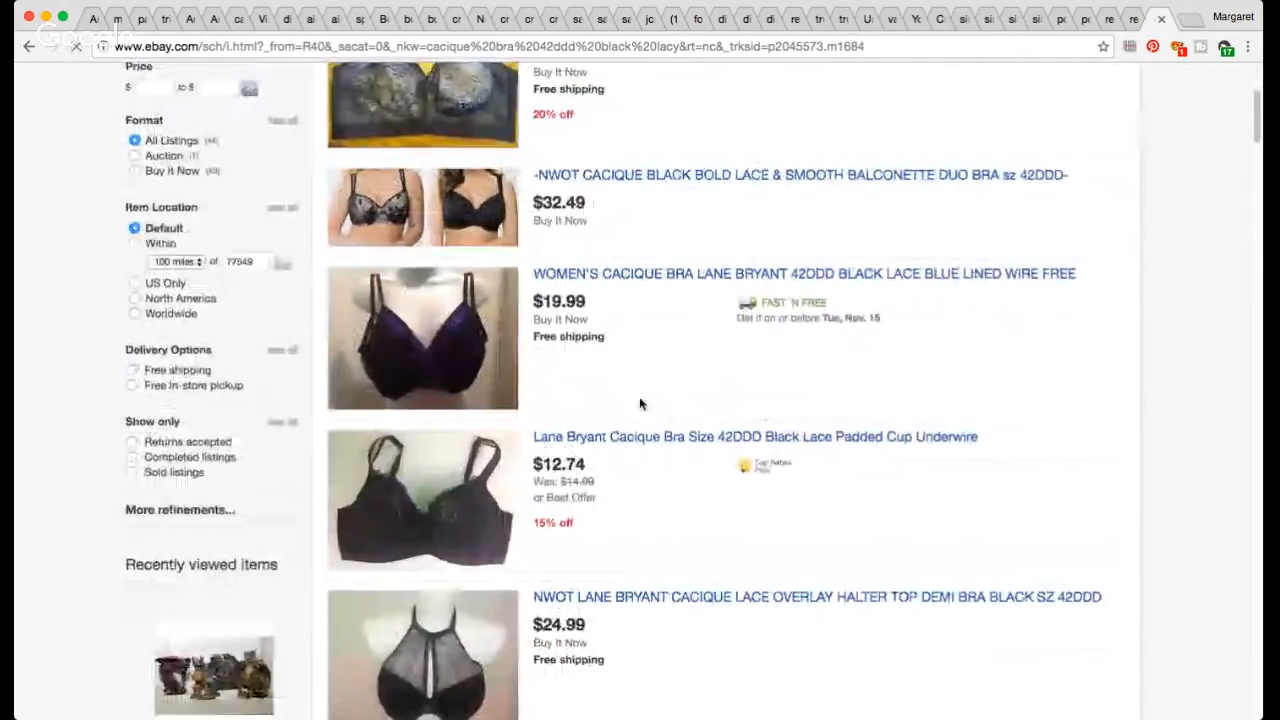 m
Margaret
www.ebay.com/sch/i.html?_from=R40&_sacat=0&_nkw=cacique%20bra%2042ddd%20black%20lacy&rt=nc&_trksid=p2045573.m1684
1
17
Price
$ to $
Format
All Listings
Auction
Buy It Now
Item Location
Default
Within
100 miles of 77549
US Only
North America
Worldwide
Delivery Options
Free shipping
Free in-store pickup
Show only
Returns accepted
Completed listings
Sold listings
More refinements...
Recently viewed items
Buy It Now
Free shipping
20% off
-NWOT CACIQUE BLACK BOLD LACE & SMOOTH BALCONETTE DUO BRA sz 42DDD-
$32.49
Buy It Now
WOMEN'S CACIQUE BRA LANE BRYANT 42DDD BLACK LACE BLUE LINED WIRE FREE
$19.99
Buy It Now
Free shipping
FAST 'N FREE
Get it on or before Tue, Nov. 15
Lane Bryant Cacique Bra Size 42DDD Black Lace Padded Cup Underwire
$12.74
Was: $14.99
or Best Offer
15% off
Top Rated
Plus
NWOT LANE BRYANT CACIQUE LACE OVERLAY HALTER TOP DEMI BRA BLACK SZ 42DDD
$24.99
Buy It Now
Free shipping